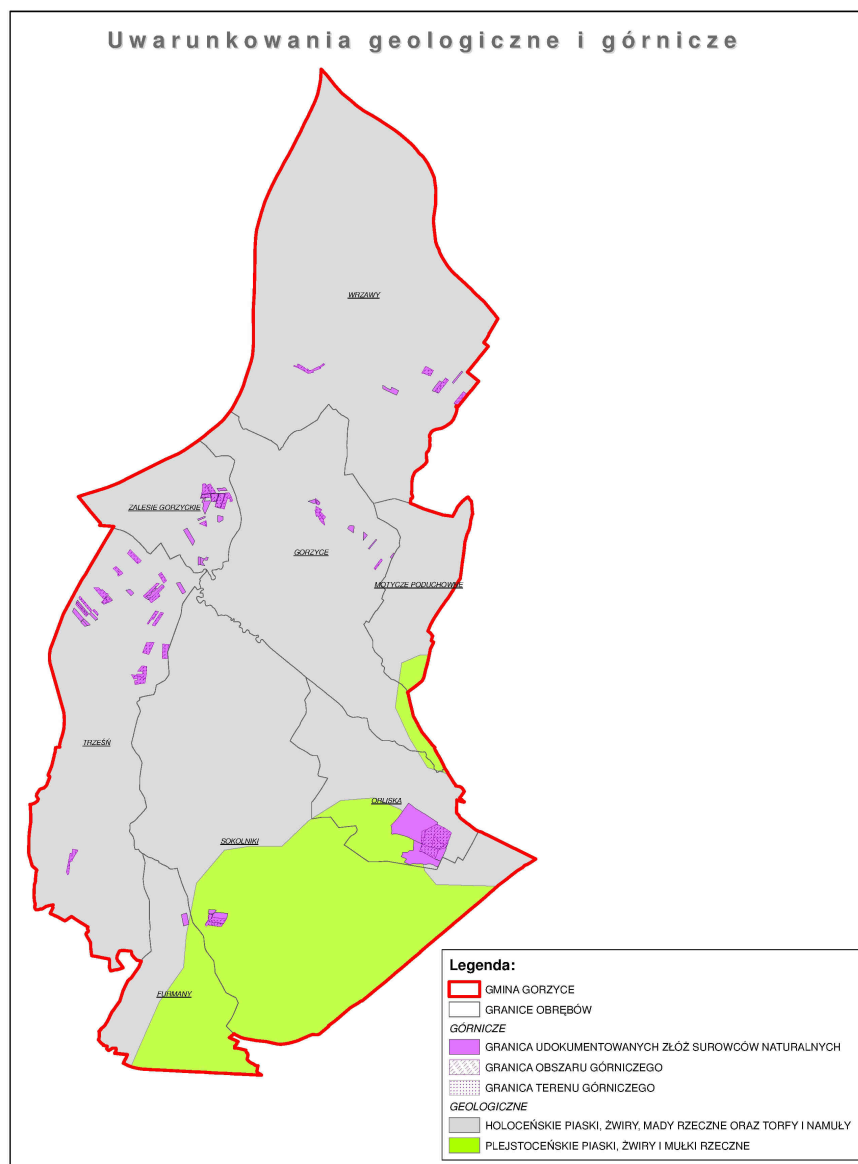 Uwarunkowania geologiczne i górnicze
WRZAWY
ZALESIE GORZYCKIE
GORZYCE
MOTYCZE PODUCHOWNE
TRZEŚŃ
ORLISKA
SOKOLNIKI
FURMANY
Legenda:
GMINA GORZYCE
GRANICE OBRĘBÓW
GÓRNICZE
GRANICA UDOKUMENTOWANYCH ZŁÓŻ SUROWCÓW NATURALNYCH
GRANICA OBSZARU GÓRNICZEGO
GRANICA TERENU GÓRNICZEGO
GEOLOGICZNE
HOLOCEŃSKIE PIASKI, ŻWIRY, MADY RZECZNE ORAZ TORFY I NAMUŁY
PLEJSTOCEŃSKIE PIASKI, ŻWIRY I MUŁKI RZECZNE